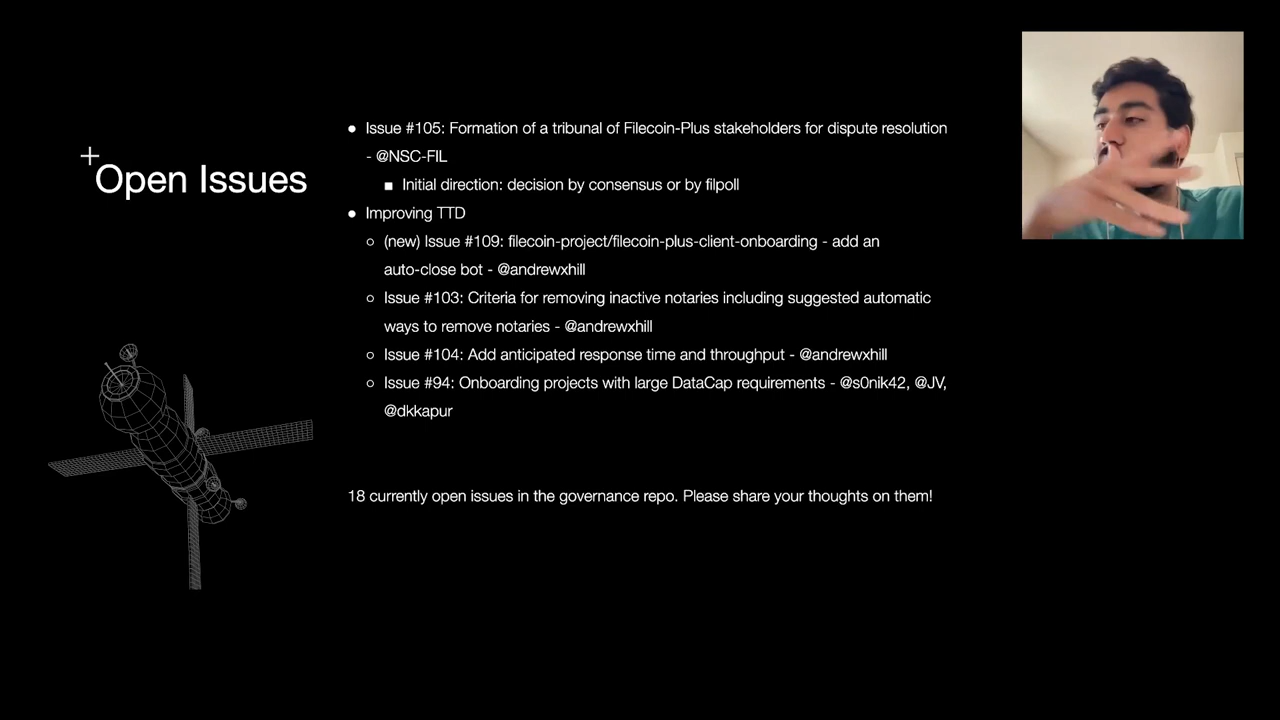 Open Issues
● Issue #105: Formation of a tribunal of Filecoin-Plus stakeholders for dispute resolution
- @NSC-FIL
■ Initial direction: decision by consensus or by filpoll
● Improving TTD
○ (new) Issue #109: filecoin-project/filecoin-plus-client-onboarding - add an
auto-close bot - @andrewxhill
○ Issue #103: Criteria for removing inactive notaries including suggested automatic
ways to remove notaries - @andrewxhill
○ Issue #104: Add anticipated response time and throughput - @andrewxhill
○ Issue #94: Onboarding projects with large DataCap requirements - @s0nik42, @JV,
@dkkapur
18 currently open issues in the governance repo. Please share your thoughts on them!